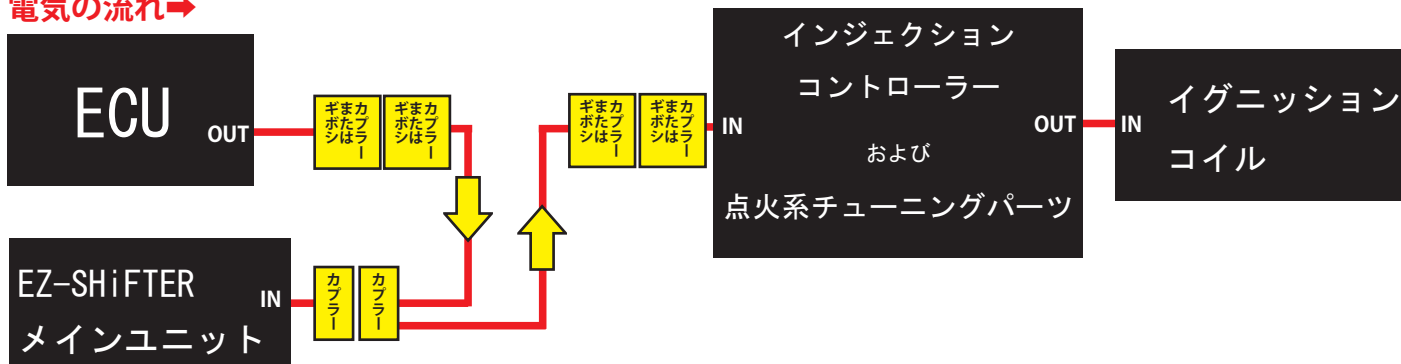 電気の流れ➡
ECU
OUT
カプラー
または
ギボシ
カプラー
または
ギボシ
カプラー
または
ギボシ
カプラー
または
ギボシ
IN
インジェクション
コントローラー
および
点火系チューニングパーツ
OUT
IN
イグニッション
コイル
EZ-SHiFTER
メインユニット
IN
カプラー
カプラー